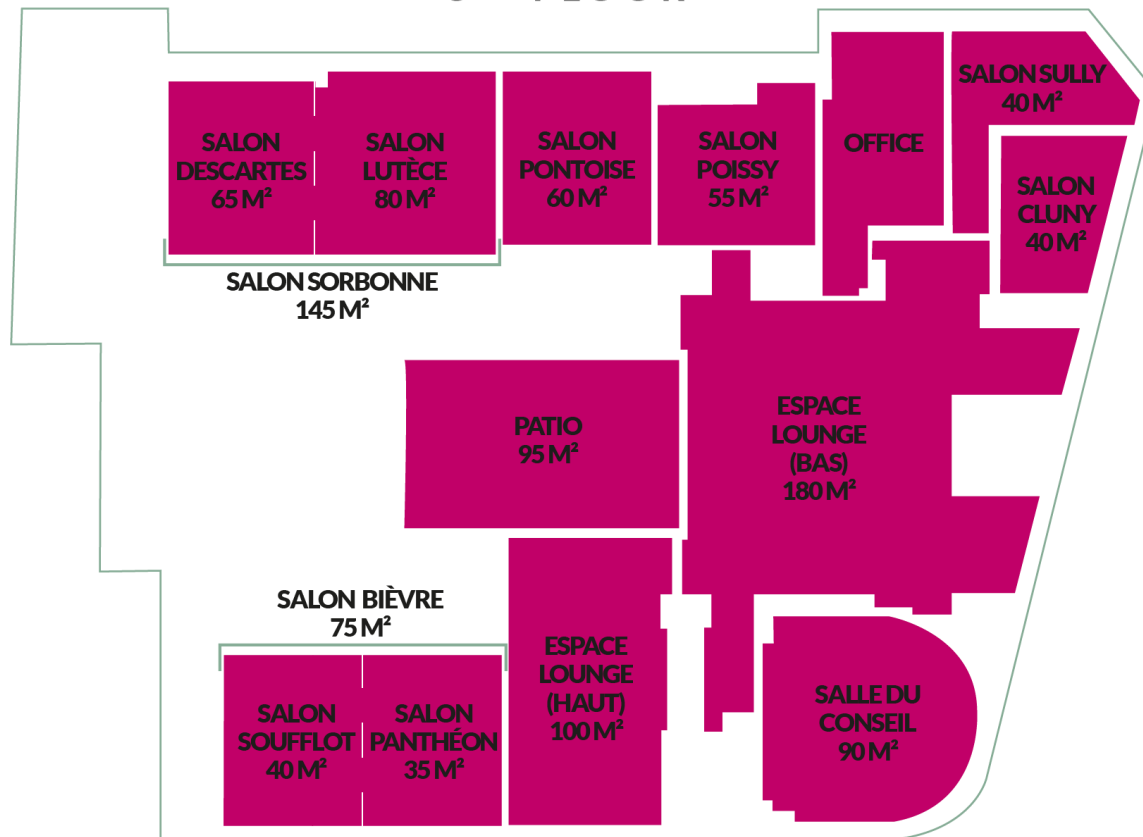 SALON
DESCARTES
65 M²
SALON
LUTÈCE
80 M²
SALON
PONTOISE
60 M²
SALON
POISSY
55 M²
OFFICE
SALON SULLY
40 M²
SALON
CLUNY
40 M²
SALON SORBONNE
145 M²
PATIO
95 M²
ESPACE
LOUNGE
(BAS)
180 M²
SALON BIÈVRE
75 M²
SALON
SOUFFLOT
40 M²
SALON
PANTHÉON
35 M²
ESPACE
LOUNGE
(HAUT)
100 M²
SALLE DU
CONSEIL
90 M²